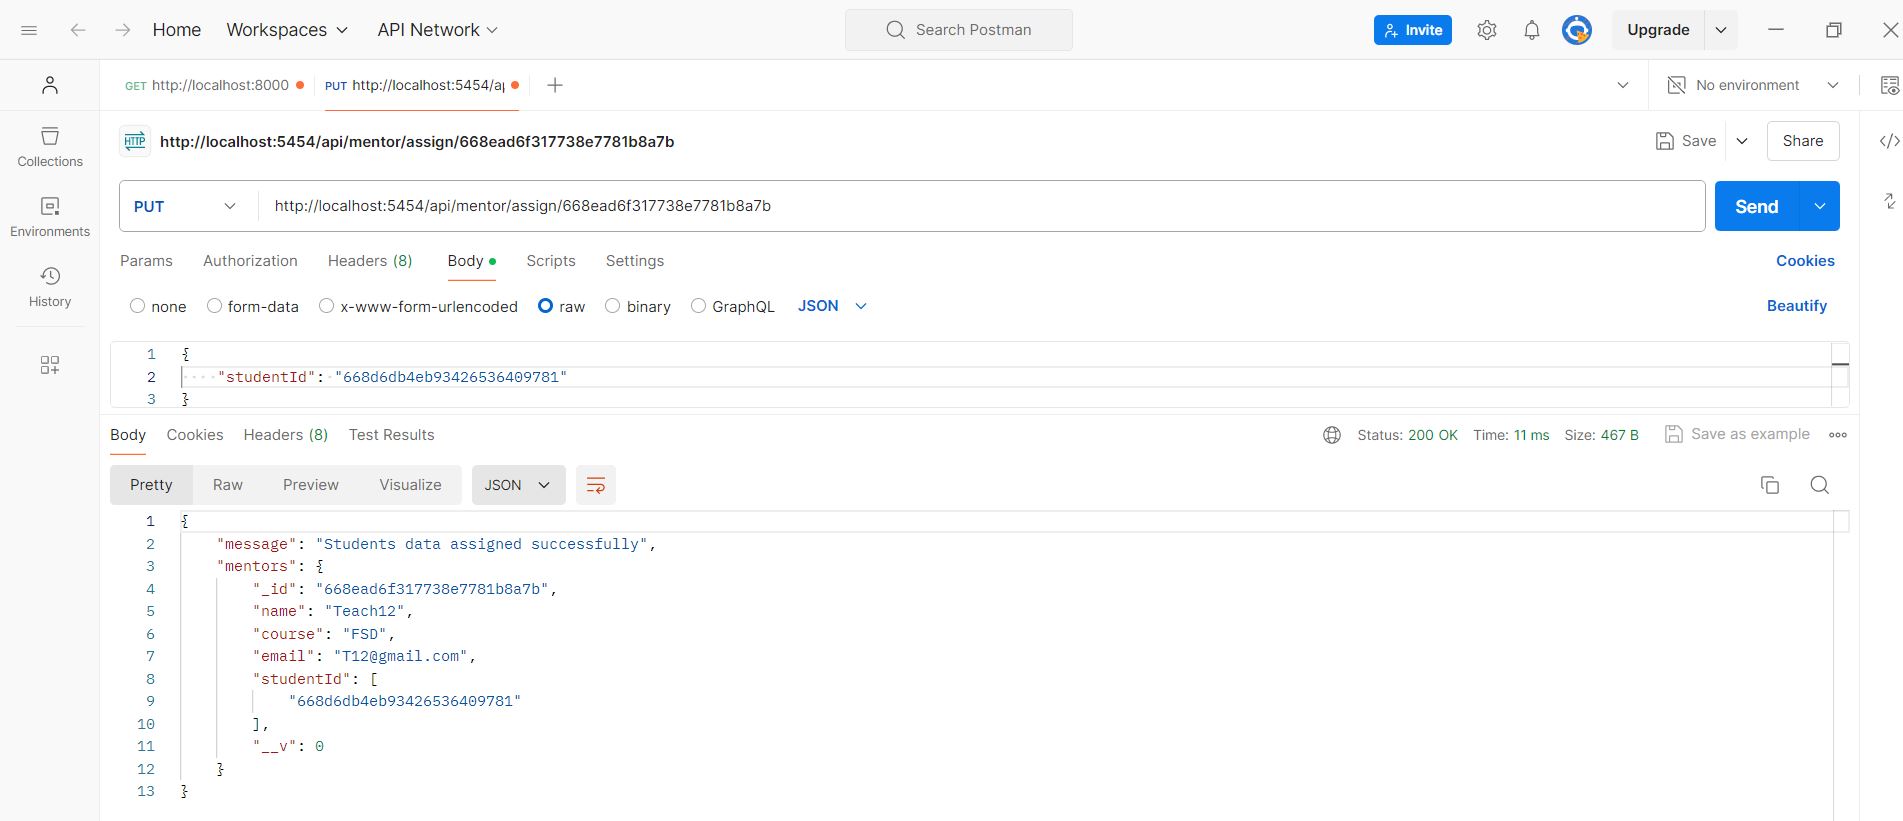 Home Workspaces API Network Search Postman Invite Upgrade
GET http://localhost:8000 PUT http://localhost:5454/ap No environment
HTTP http://localhost:5454/api/mentor/assign/668ead6f317738e7781b8a7b Save Share
Collections
PUT http://localhost:5454/api/mentor/assign/668ead6f317738e7781b8a7b Send
Environments
Params Authorization Headers (8) Body Scripts Settings Cookies
History
none form-data x-www-form-urlencoded raw binary GraphQL JSON Beautify
1 {
2 "studentId": "668d6db4eb93426536409781"
3 }
Body Cookies Headers (8) Test Results Status: 200 OK Time: 11 ms Size: 467 B Save as example
Pretty Raw Preview Visualize JSON
1 {
2 "message": "Students data assigned successfully",
3 "mentors": {
4 "_id": "668ead6f317738e7781b8a7b",
5 "name": "Teach12",
6 "course": "FSD",
7 "email": "T12@gmail.com",
8 "studentId": [
9 "668d6db4eb93426536409781"
10 ],
11 "__v": 0
12 }
13 }